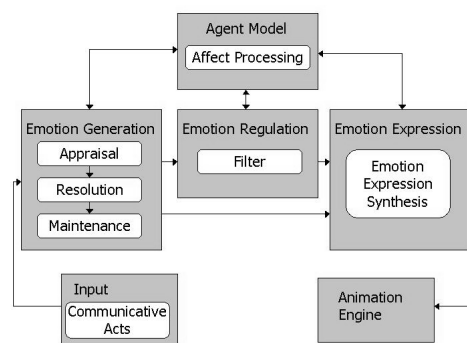 Agent Model
Affect Processing
Emotion Generation
Appraisal
Resolution
Maintenance
Emotion Regulation
Filter
Emotion Expression
Emotion
Expression
Synthesis
Input
Communicative
Acts
Animation
Engine